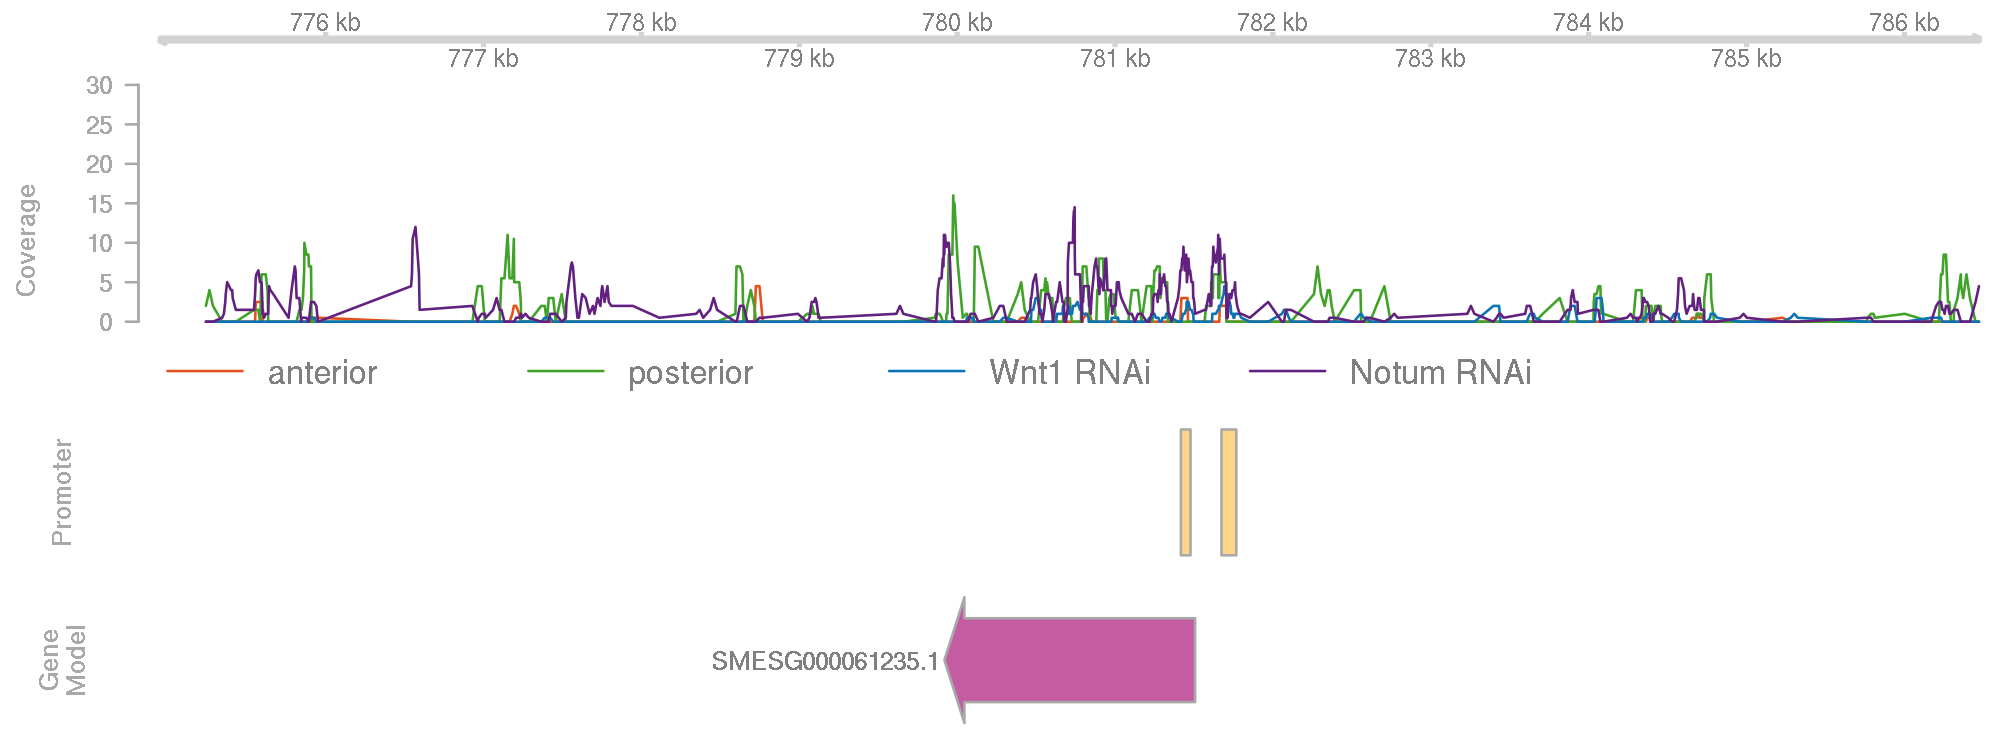 776 kb 778 kb 780 kb 782 kb 784 kb 786 kb
777 kb 779 kb 781 kb 783 kb 785 kb
30
25
20
15
10
5
0
Coverage
anterior posterior Wnt1 RNAi Notum RNAi
Promoter
Gene
Model
SMESG000061235.1